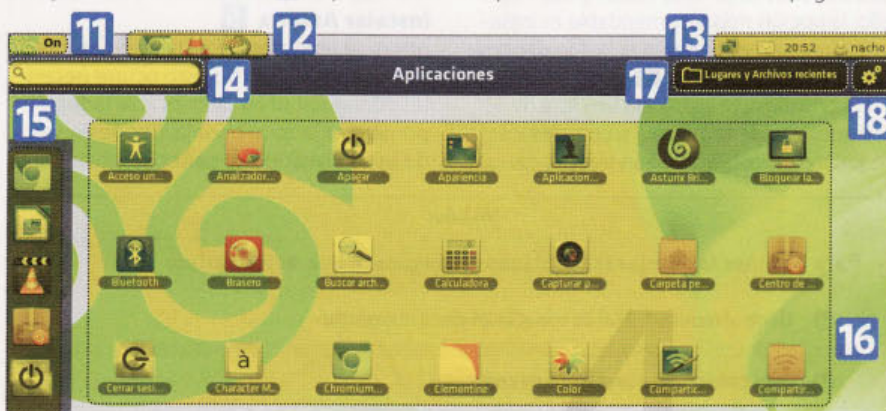 On 11 12 13 20:52 nacho
14 Aplicaciones 17 Lugares y Archivos recientes
15 18
Acceso un... Analizador... Apagar Apariencia Aplicacion... Asturix Bri... Bloquear la...
Bluetooth Brasero Buscar arch... Calculadora Capturar p... Carpeta pe... Centro de ...
16
Cerrar sesi... Character M... Chromium... Clementine Color Compartic... Compartir...